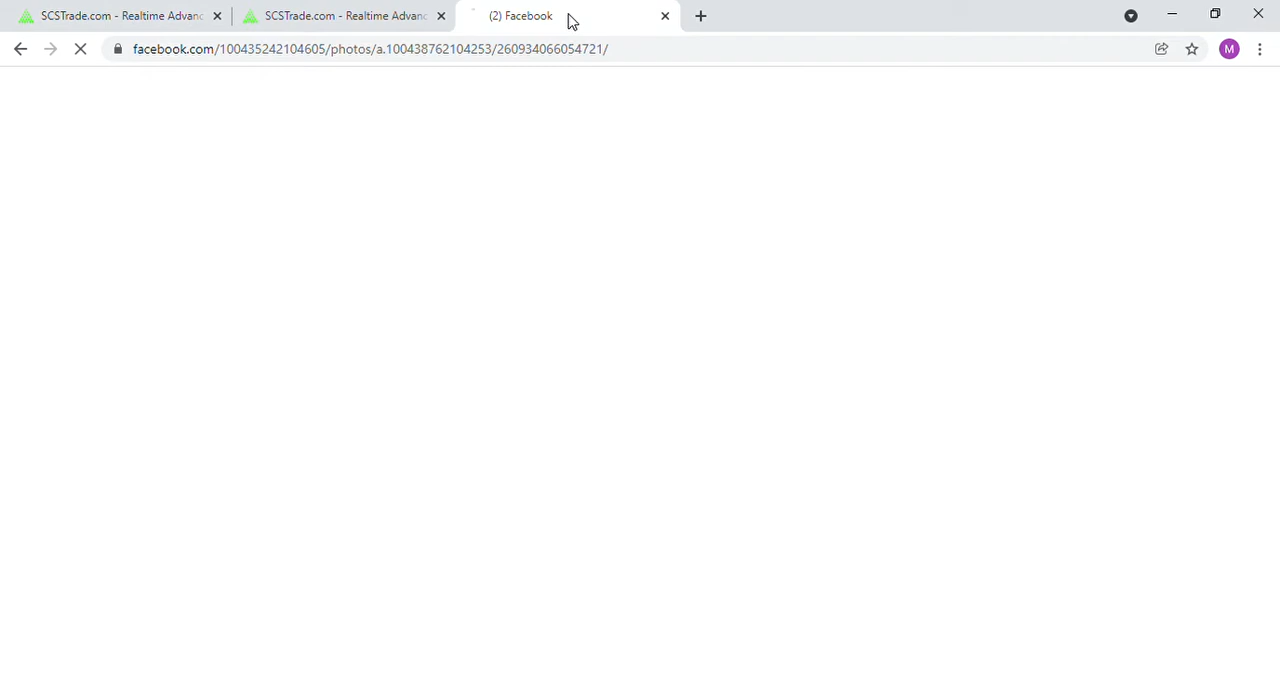 SCSTrade.com - Realtime Advanc
SCSTrade.com - Realtime Advanc
(2) Facebook
facebook.com/100435242104605/photos/a.100438762104253/260934066054721/
M